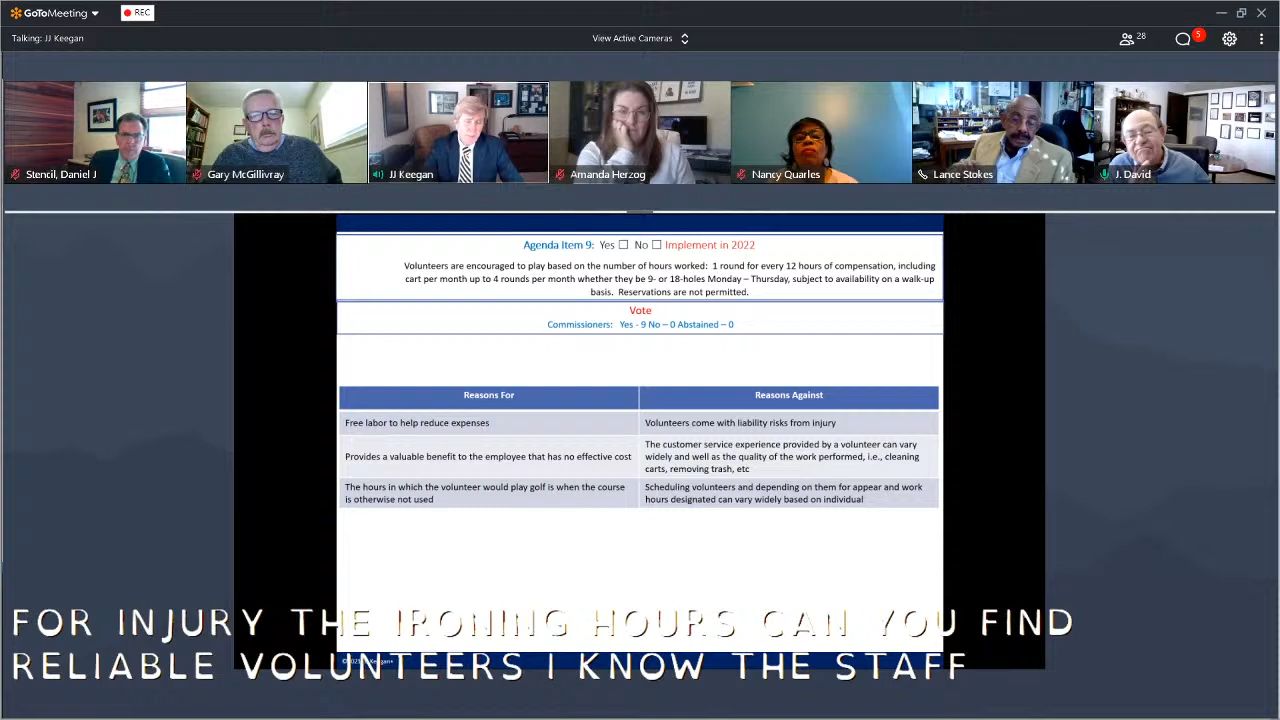 GoToMeeting
REC
Talking: JJ Keegan
View Active Cameras
28
5
Stencil, Daniel J
Gary McGillivray
JJ Keegan
Amanda Herzog
Nancy Quarles
Lance Stokes
J. David
Agenda Item 9: Yes ☐ No ☐ Implement in 2022
Volunteers are encouraged to play based on the number of hours worked: 1 round for every 12 hours of compensation, including
cart per month up to 4 rounds per month whether they be 9- or 18-holes Monday – Thursday, subject to availability on a walk-up
basis. Reservations are not permitted.
Vote
Commissioners: Yes - 9 No – 0 Abstained – 0
Reasons For
Reasons Against
Free labor to help reduce expenses
Volunteers come with liability risks from injury
Provides a valuable benefit to the employee that has no effective cost
The customer service experience provided by a volunteer can vary
widely and well as the quality of the work performed, i.e., cleaning
carts, removing trash, etc
The hours in which the volunteer would play golf is when the course
is otherwise not used
Scheduling volunteers and depending on them for appear and work
hours designated can vary widely based on individual
FOR INJURY THE IRONING HOURS CAN YOU FIND
RELIABLE VOLUNTEERS I KNOW THE STAFF